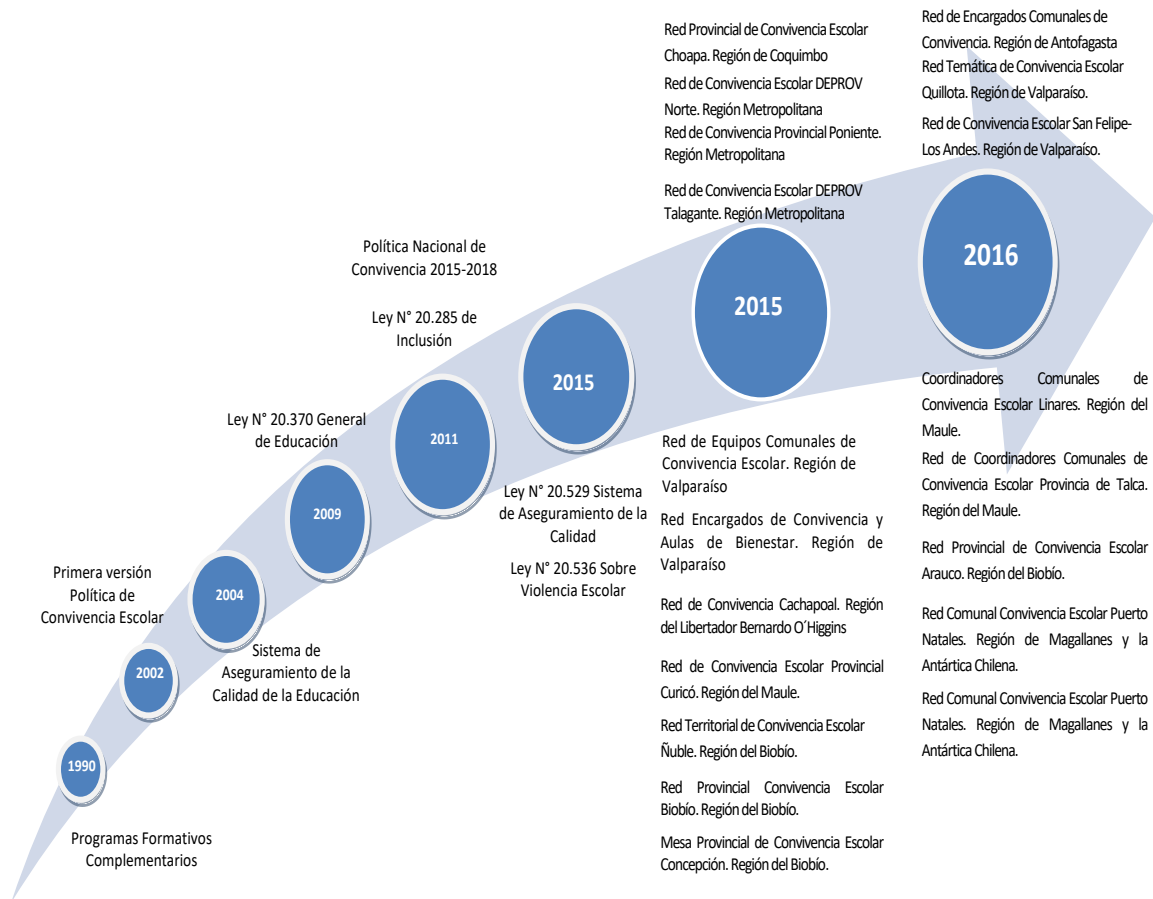 1990
Programas Formativos
Complementarios
2002
Primera versión
Política de
Convivencia Escolar
2004
Sistema de
Aseguramiento de la
Calidad de la Educación
2009
Ley N° 20.370 General
de Educación
2011
Ley N° 20.529 Sistema
de Aseguramiento de la
Calidad
Ley N° 20.536 Sobre
Violencia Escolar
2015
Política Nacional de
Convivencia 2015-2018
Ley N° 20.285 de
Inclusión
2015
Red Provincial de Convivencia Escolar
Choapa. Región de Coquimbo
Red de Convivencia Escolar DEPROV
Norte. Región Metropolitana
Red de Convivencia Provincial Poniente.
Región Metropolitana
Red de Convivencia Escolar DEPROV
Talagante. Región Metropolitana
Red de Equipos Comunales de
Convivencia Escolar. Región de
Valparaíso
Red Encargados de Convivencia y
Aulas de Bienestar. Región de
Valparaíso
Red de Convivencia Cachapoal. Región
del Libertador Bernardo O´Higgins
Red de Convivencia Escolar Provincial
Curicó. Región del Maule.
Red Territorial de Convivencia Escolar
Ñuble. Región del Biobío.
Red Provincial Convivencia Escolar
Biobío. Región del Biobío.
Mesa Provincial de Convivencia Escolar
Concepción. Región del Biobío.
2016
Red de Encargados Comunales de
Convivencia. Región de Antofagasta
Red Temática de Convivencia Escolar
Quillota. Región de Valparaíso.
Red de Convivencia Escolar San Felipe-
Los Andes. Región de Valparaíso.
Coordinadores Comunales de
Convivencia Escolar Linares. Región del
Maule.
Red de Coordinadores Comunales de
Convivencia Escolar Provincia de Talca.
Región del Maule.
Red Provincial de Convivencia Escolar
Arauco. Región del Biobío.
Red Comunal Convivencia Escolar Puerto
Natales. Región de Magallanes y la
Antártica Chilena.
Red Comunal Convivencia Escolar Puerto
Natales. Región de Magallanes y la
Antártica Chilena.